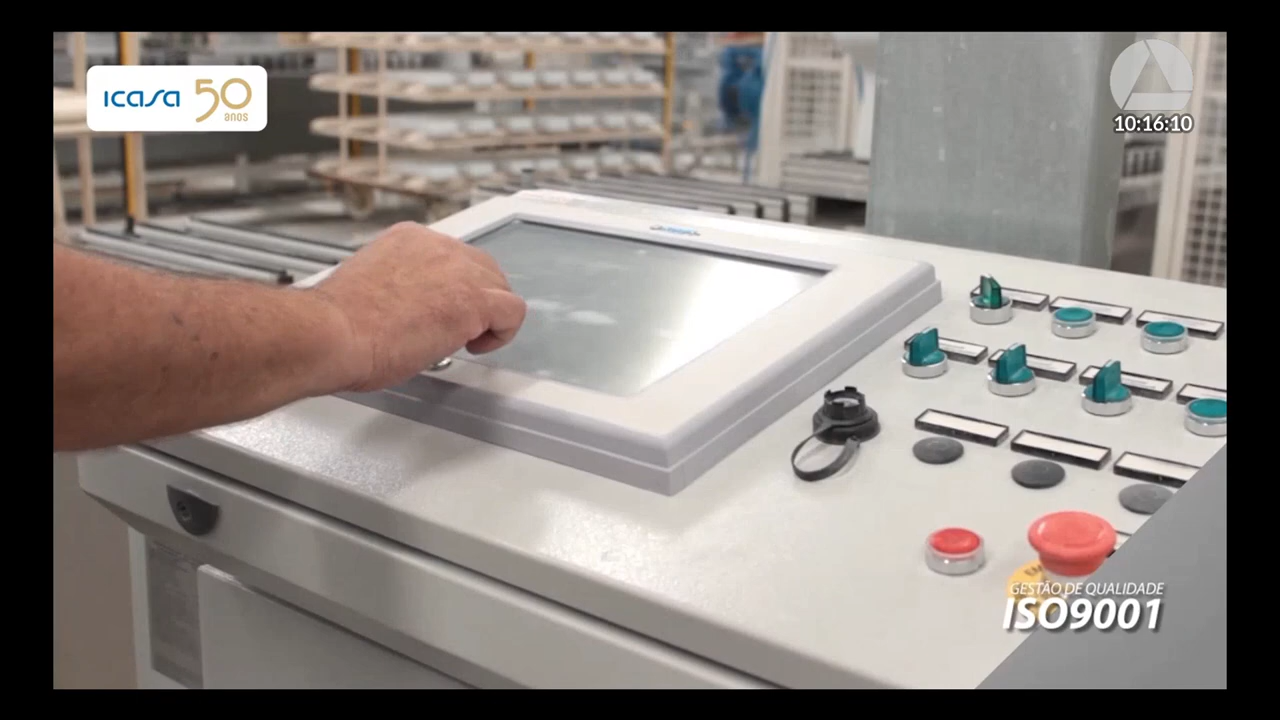 icasa 50
anos
10:16:10
GESTÃO DE QUALIDADE
ISO9001